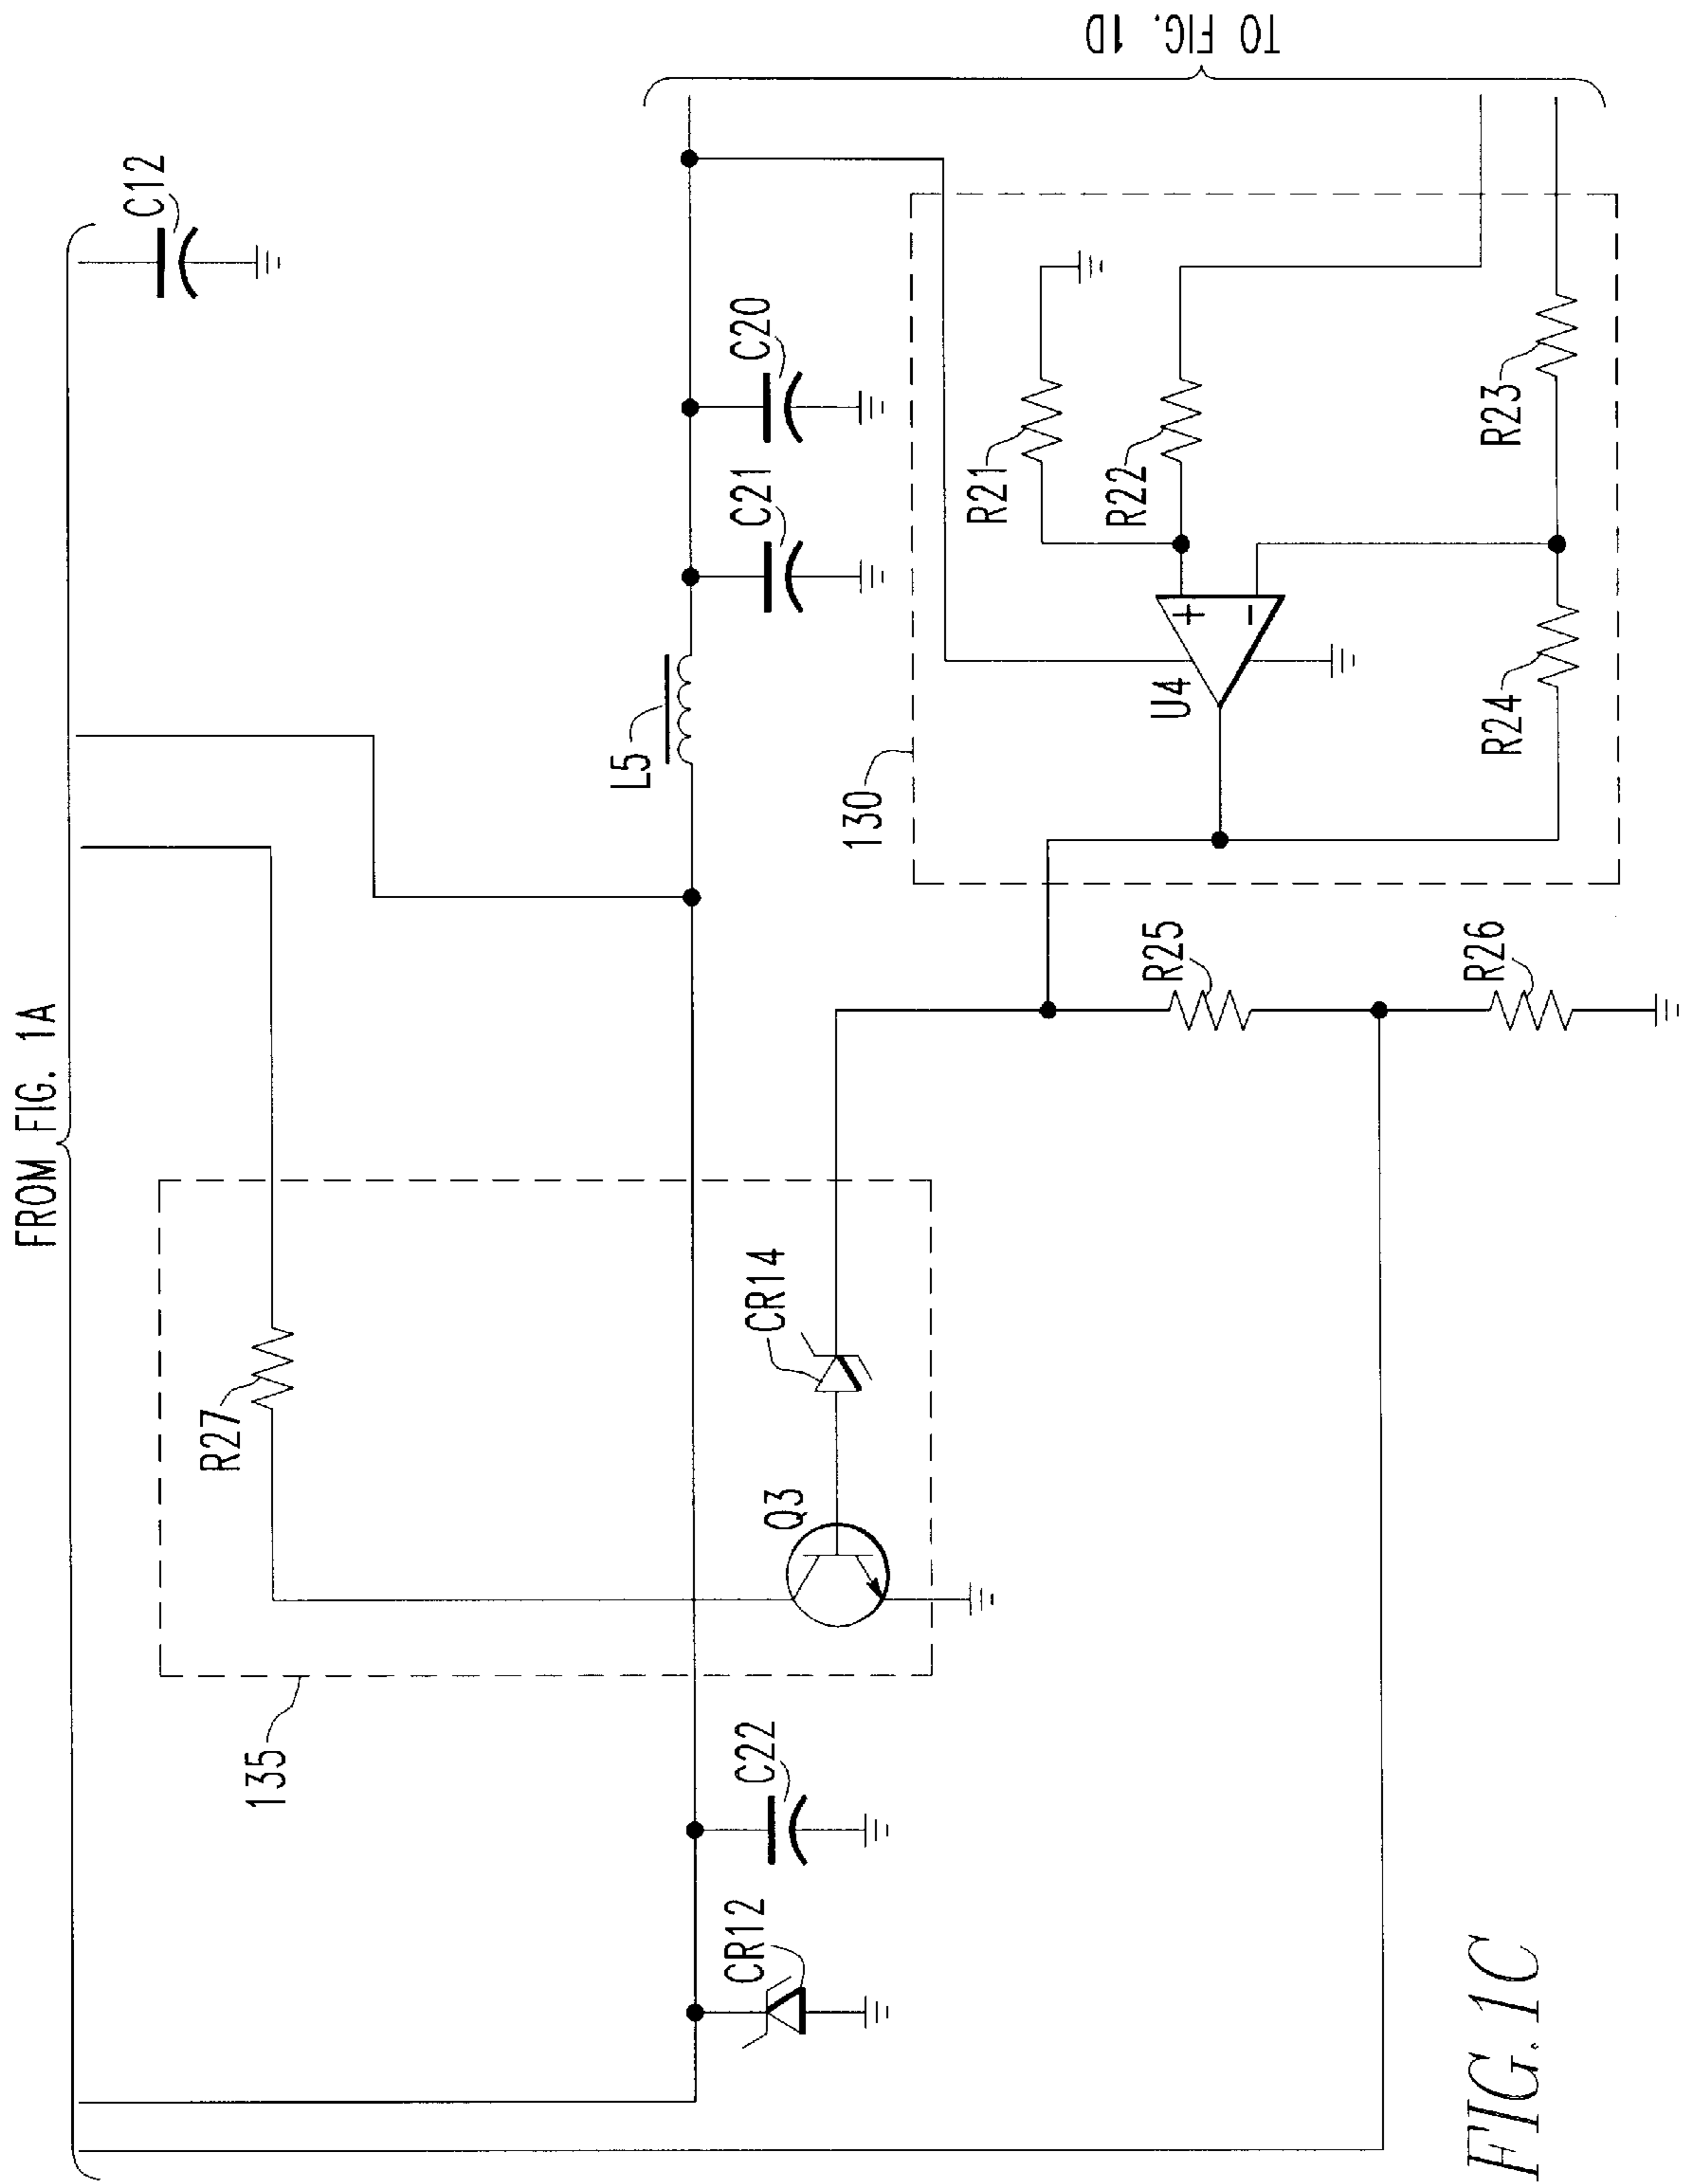 FROM FIG. 1A
TO FIG. 1D
C12
R27
135
L5
C21
C20
CR12
C22
Q3
CR14
130
R21
R22
U4
R25
R26
R24
R23
FIG. 1C